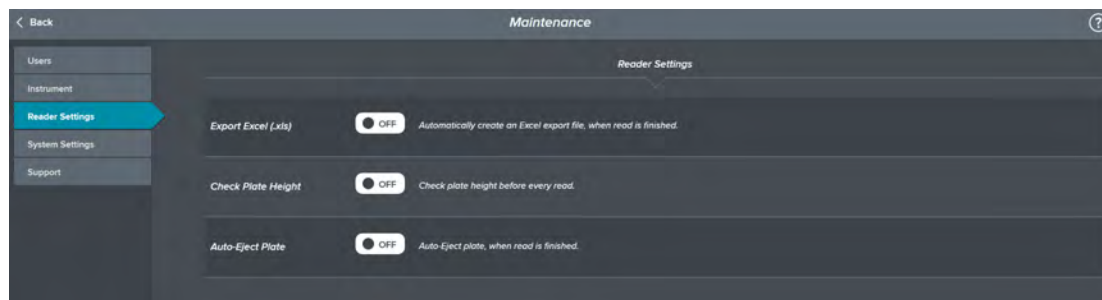 Back
Maintenance
?
Users
Instrument
Reader Settings
System Settings
Support
Reader Settings
Export Excel (.xls)
OFF
Automatically create an Excel export file, when read is finished.
Check Plate Height
OFF
Check plate height before every read.
Auto-Eject Plate
OFF
Auto-Eject plate, when read is finished.